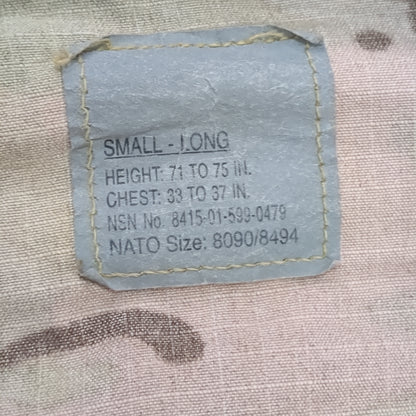 SMALL - LONG
HEIGHT: 71 TO 75 IN.
CHEST: 33 TO 37 IN.
NSN No. 8415-01-599-0479
NATO Size: 8090/8494